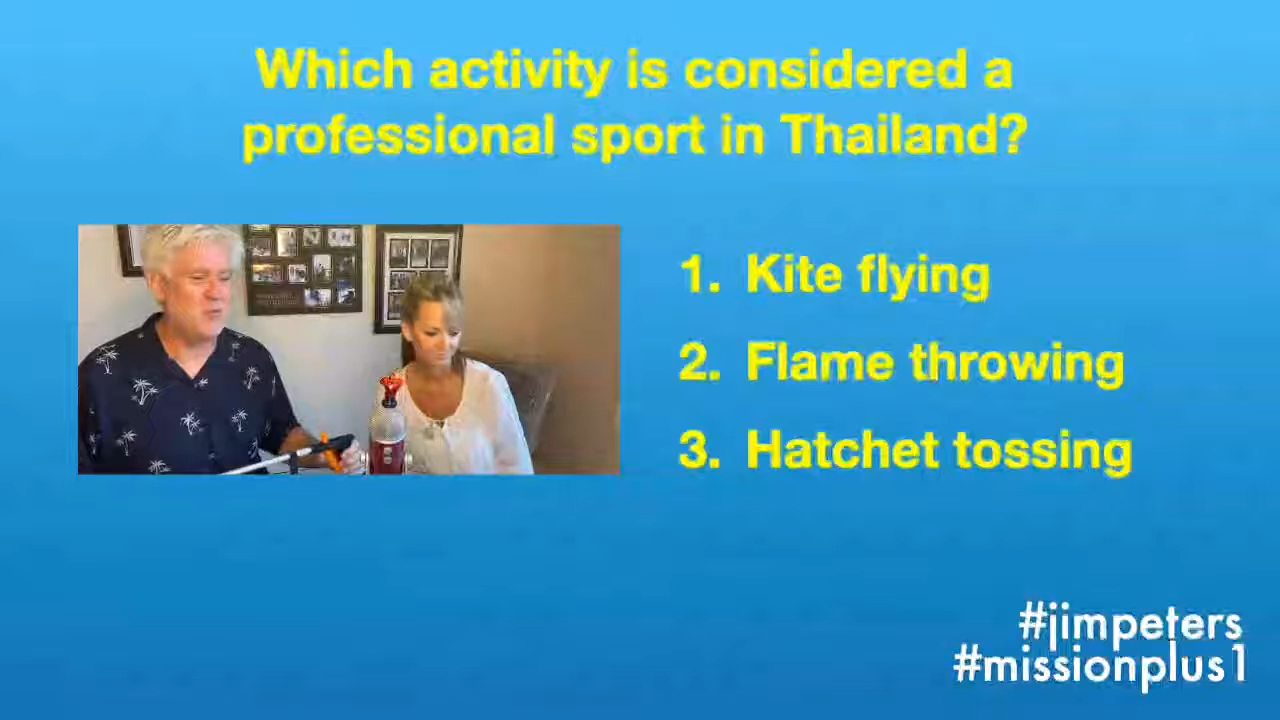 Which activity is considered a
professional sport in Thailand?
1. Kite flying
2. Flame throwing
3. Hatchet tossing
#jimpeters
#missionplus1